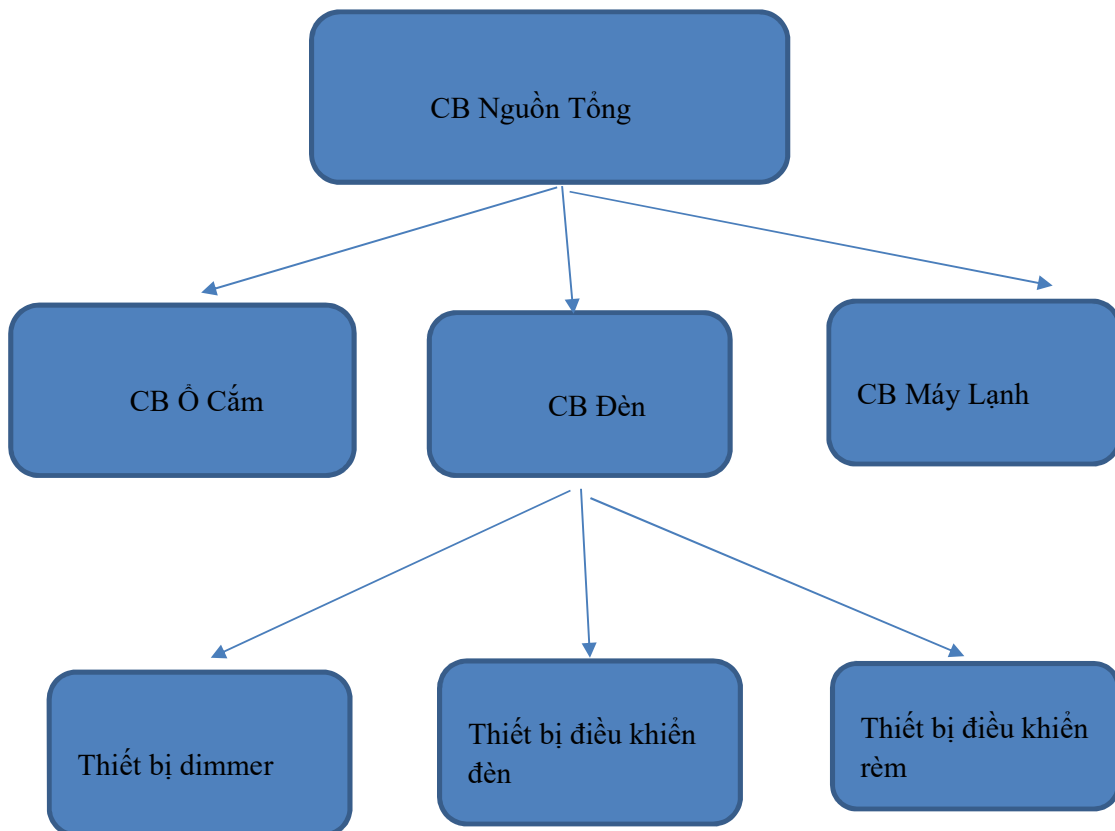 CB Nguồn Tổng
CB Ổ Cắm
CB Đèn
CB Máy Lạnh
Thiết bị dimmer
Thiết bị điều khiển
đèn
Thiết bị điều khiển
rèm